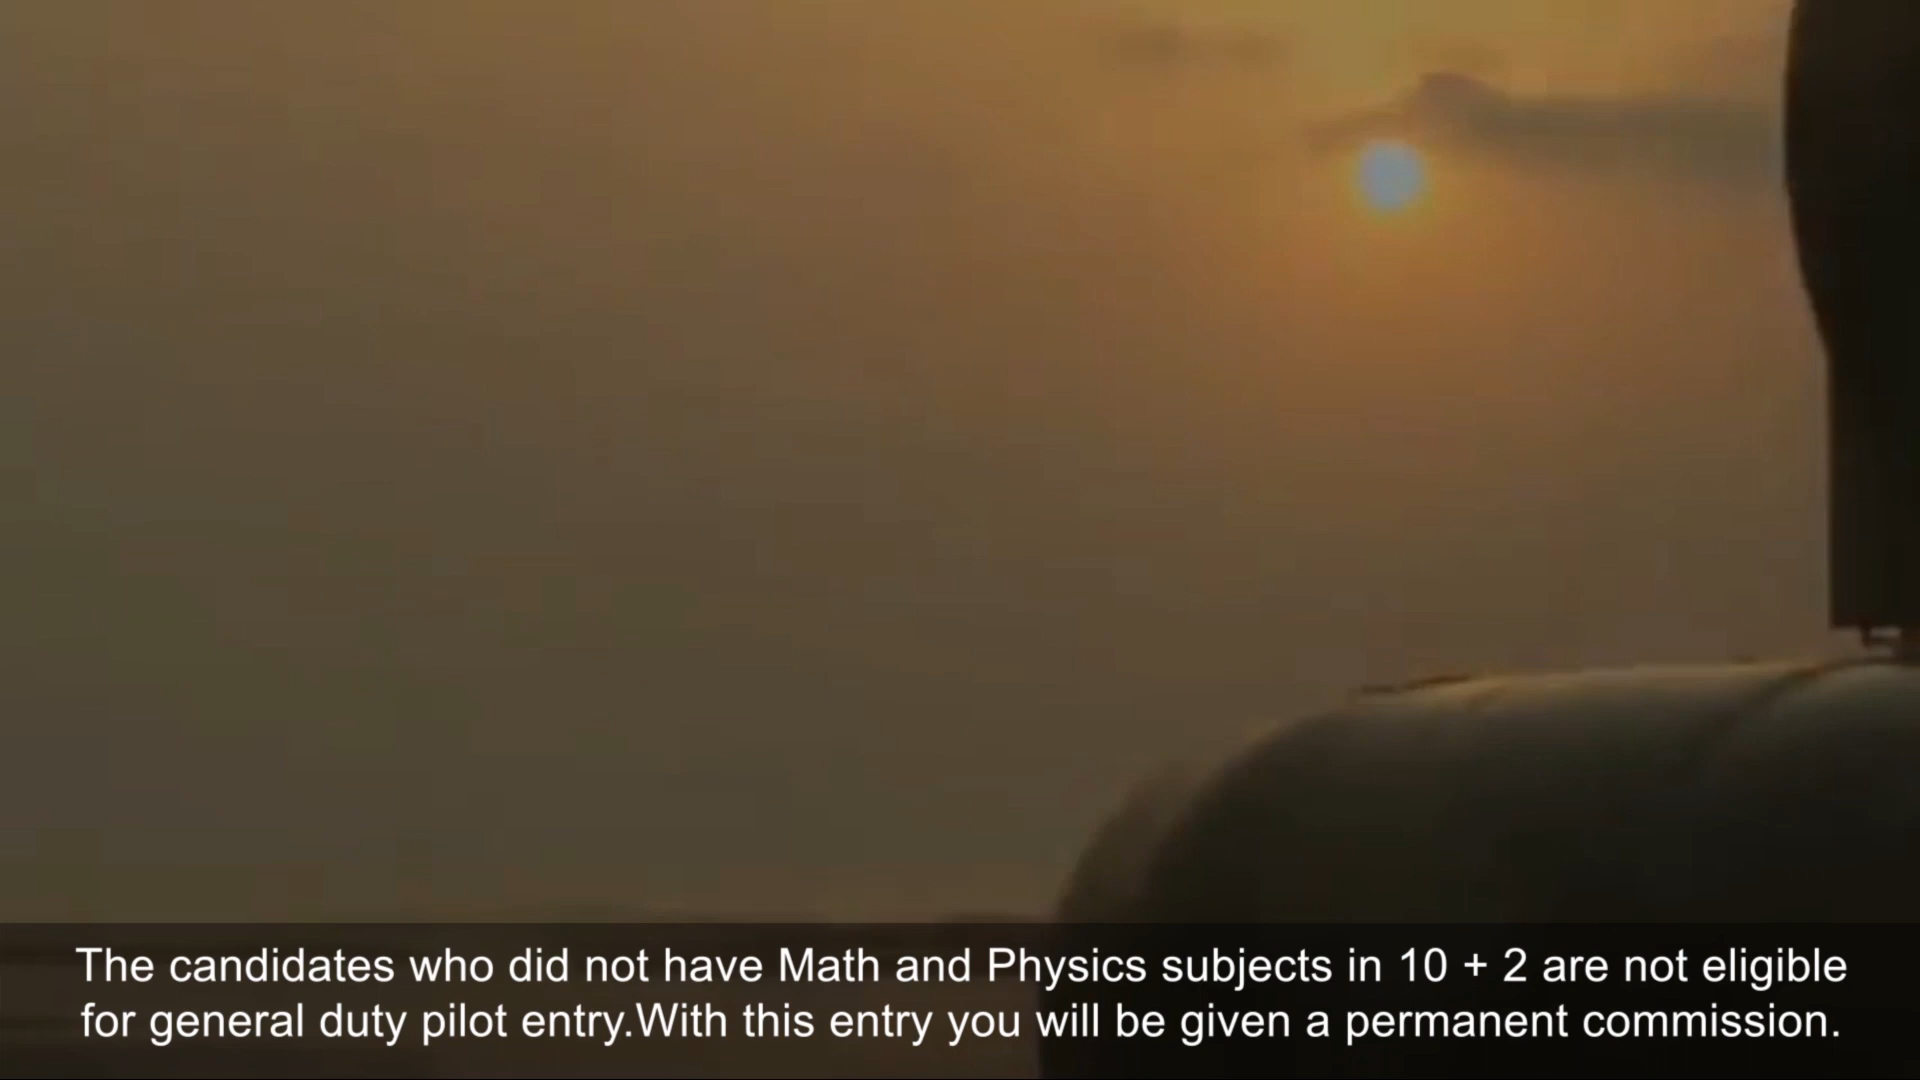 The candidates who did not have Math and Physics subjects in 10 + 2 are not eligible
for general duty pilot entry.With this entry you will be given a permanent commission.